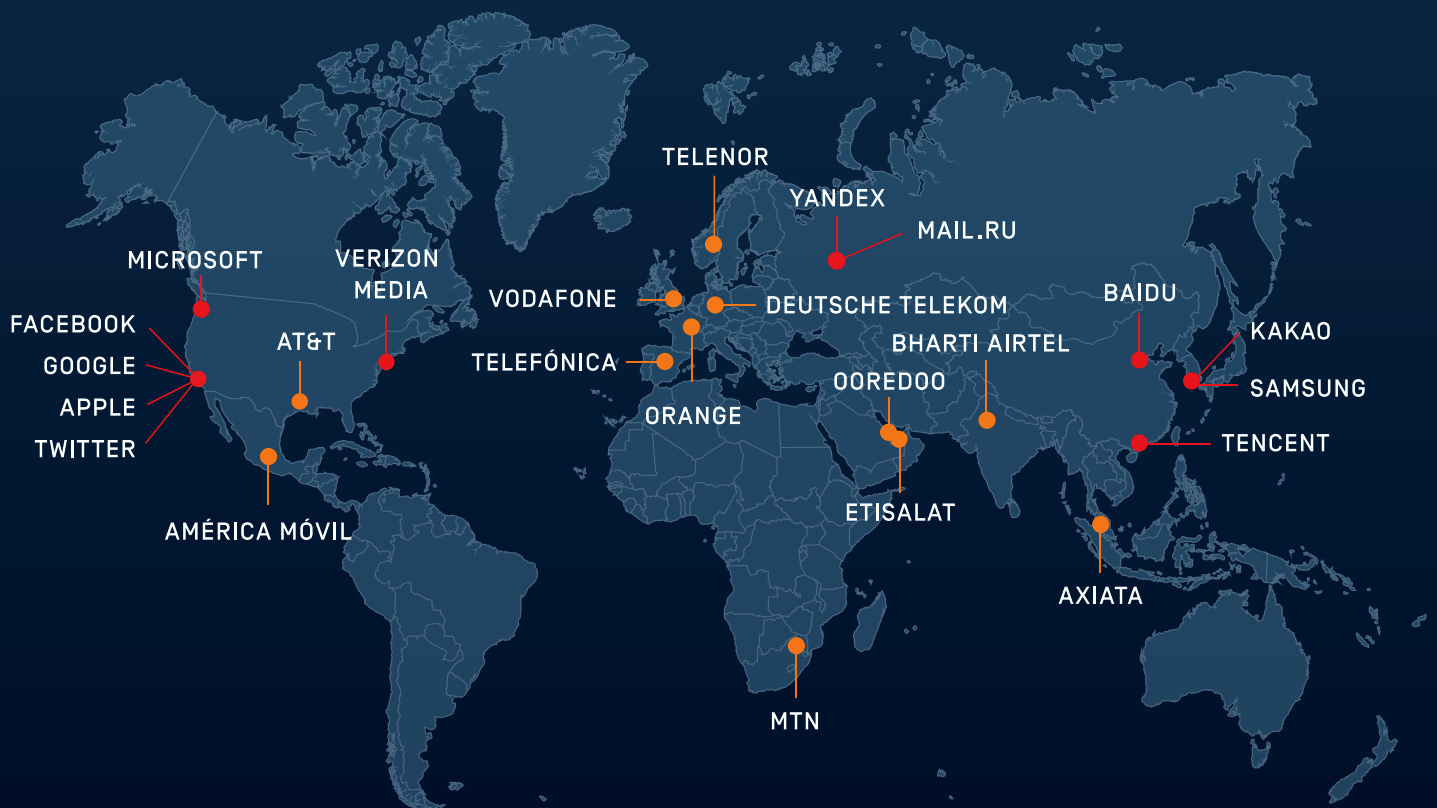 TELENOR
YANDEX
MAIL.RU
MICROSOFT
VERIZON
MEDIA
VODAFONE
DEUTSCHE TELEKOM
BAIDU
FACEBOOK
AT&T
BHARTI AIRTEL
KAKAO
GOOGLE
TELEFÓNICA
OOREDOO
SAMSUNG
APPLE
ORANGE
TWITTER
TENCENT
ETISALAT
AMÉRICA MÓVIL
AXIATA
MTN